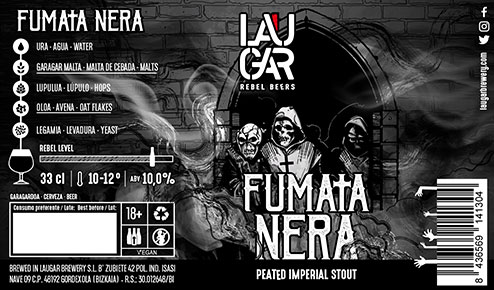 FUMATA NERA
URA · AGUA · WATER
GARAGAR MALTA · MALTA DE CEBADA · MALTS
LUPULUA · LÚPULO · HOPS
OLOA · AVENA · OAT FLAKES
LEGAMIA · LEVADURA · YEAST
REBEL LEVEL
33 cl 10-12° ABV 10,0%
GARAGARDOA · CERVEZA · BEER
Consumo preferente / Lote: Best before / Lot:
18+
VEGAN
BREWED IN LAUGAR BREWERY S.L. Bº ZUBIETE 42 POL. IND. ISASI
NAVE 09 C.P. 48192 GORDEXOLA (BIZKAIA) · R.S.: 30.012648/BI
LAUGAR
REBEL BEERS
FUMATA
NERA
PEATED IMPERIAL STOUT
laugarbrewery.com
8 436569 141304